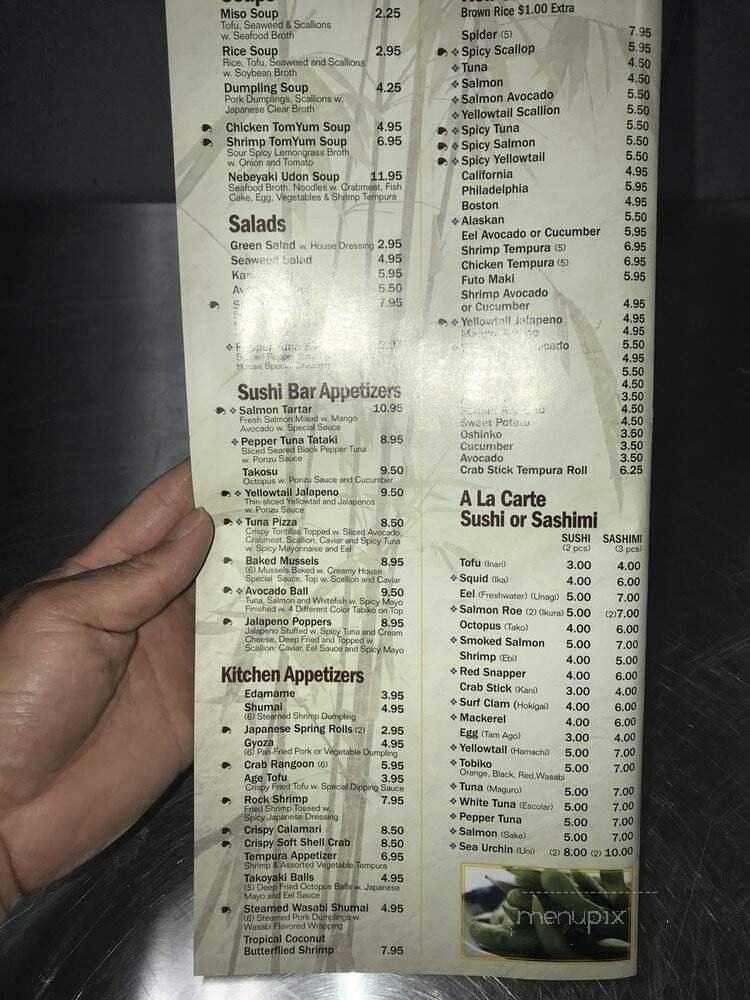 Miso Soup 2.25
Tofu, Seaweed & Scallions
w. Seafood Broth
Rice Soup 2.95
Rice, Tofu, Seaweed and Scallions
w. Soybean Broth
Dumpling Soup 4.25
Pork Dumplings, Scallions w.
Japanese Clear Broth
Chicken TomYum Soup 4.95
Shrimp TomYum Soup 6.95
Sour Spicy Lemongrass Broth
w. Onion and Tomato
Nebeyaki Udon Soup 11.95
Seafood Broth, Noodles w. Crabmeat, Fish
Cake, Egg, Vegetables & Shrimp Tempura
Salads
Green Salad w. House Dressing 2.95
Seaweed Salad 4.95
5.95
5.50
7.95
Pepper Tuna
House Special Dressing
Sushi Bar Appetizers
Salmon Tartar 10.95
Fresh Salmon Mixed w. Mango
Avocado w. Special Sauce
Pepper Tuna Tataki 8.95
Sliced Seared Black Pepper Tuna
w. Ponzu Sauce
Takosu 9.50
Octopus w. Ponzu Sauce and Cucumber
Yellowtail Jalapeno 9.50
Thin-sliced Yellowtail and Jalapenos
w. Ponzu Sauce
Tuna Pizza 8.50
Crispy Tortillas Topped w. Sliced Avocado,
Crabmeat, Scallion, Caviar and Spicy Tuna
w. Spicy Mayonnaise and Eel
Baked Mussels 8.95
(6) Mussels Baked w. Creamy House
Special Sauce, Top w. Scallion and Caviar
Avocado Ball 9.50
Tuna, Salmon and Whitefish w. Spicy Mayo
Finished w. 4 Different Color Tabiko on Top
Jalapeno Poppers 8.95
Jalapeno Stuffed w. Spicy Tuna and Cream
Cheese, Deep Fried and Topped w.
Scallion, Caviar, Eel Sauce and Spicy Mayo
Kitchen Appetizers
Edamame 3.95
Shumai 4.95
(6) Steamed Shrimp Dumpling
Japanese Spring Rolls (2) 2.95
Gyoza 4.95
(6) Pan-Fried Pork or Vegetable Dumpling
Crab Rangoon (6) 5.95
Age Tofu 3.95
Crispy Fried Tofu w. Special Dipping Sauce
Rock Shrimp 7.95
Fried Shrimp Tossed w.
Spicy Japanese Dressing
Crispy Calamari 8.50
Crispy Soft Shell Crab 8.50
Tempura Appetizer 6.95
Shrimp & Assorted Vegetable Tempura
Takoyaki Balls 4.95
(5) Deep Fried Octopus Balls w. Japanese
Mayo and Eel Sauce
Steamed Wasabi Shumai 4.95
(6) Steamed Pork Dumplings w.
Wasabi Flavored Wrapping
Tropical Coconut
Butterflied Shrimp 7.95
Brown Rice $1.00 Extra
Spider (5) 7.95
Spicy Scallop 5.95
Tuna 4.50
Salmon 4.50
Salmon Avocado 5.50
Yellowtail Scallion 5.50
Spicy Tuna 5.50
Spicy Salmon 5.50
Spicy Yellowtail 5.50
California 4.95
Philadelphia 5.95
Boston 4.95
Alaskan 5.50
Eel Avocado or Cucumber 5.95
Shrimp Tempura (5) 6.95
Chicken Tempura (5) 6.95
Futo Maki 5.95
Shrimp Avocado
or Cucumber 4.95
Yellowtail Jalapeno 4.95
4.95
5.50
4.95
5.50
4.50
3.50
4.50
Sweet Potato 4.50
Oshinko 3.50
Cucumber 3.50
Avocado 3.50
Crab Stick Tempura Roll 6.25
A La Carte
Sushi or Sashimi
SUSHI SASHIMI
(2 pcs) (3 pcs)
Tofu (Inari) 3.00 4.00
Squid (Ika) 4.00 6.00
Eel (Freshwater) (Unagi) 5.00 7.00
Salmon Roe (2) (Ikura) 5.00 (2)7.00
Octopus (Tako) 4.00 6.00
Smoked Salmon 5.00 7.00
Shrimp (Ebi) 4.00 5.00
Red Snapper 4.00 6.00
Crab Stick (Kani) 3.00 4.00
Surf Clam (Hokigai) 4.00 6.00
Mackerel 4.00 6.00
Egg (Tam Ago) 3.00 4.00
Yellowtail (Hamachi) 5.00 7.00
Tobiko 5.00 7.00
Orange, Black, Red,Wasabi
Tuna (Maguro) 5.00 7.00
White Tuna (Escolar) 5.00 7.00
Pepper Tuna 5.00 7.00
Salmon (Sake) 5.00 7.00
Sea Urchin (Uni) (2) 8.00 (2) 10.00
menupix